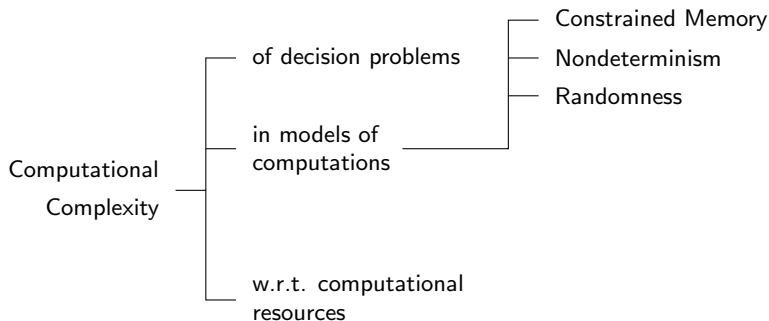 Computational
Complexity
of decision problems
in models of
computations
Constrained Memory
Nondeterminism
Randomness
w.r.t. computational
resources